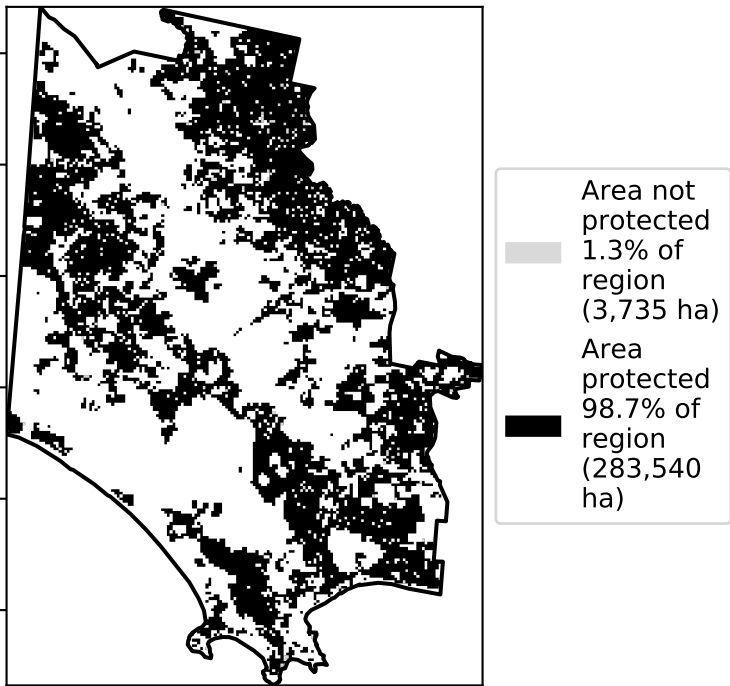 Area not
protected
1.3% of
region
(3,735 ha)
Area
protected
98.7% of
region
(283,540
ha)